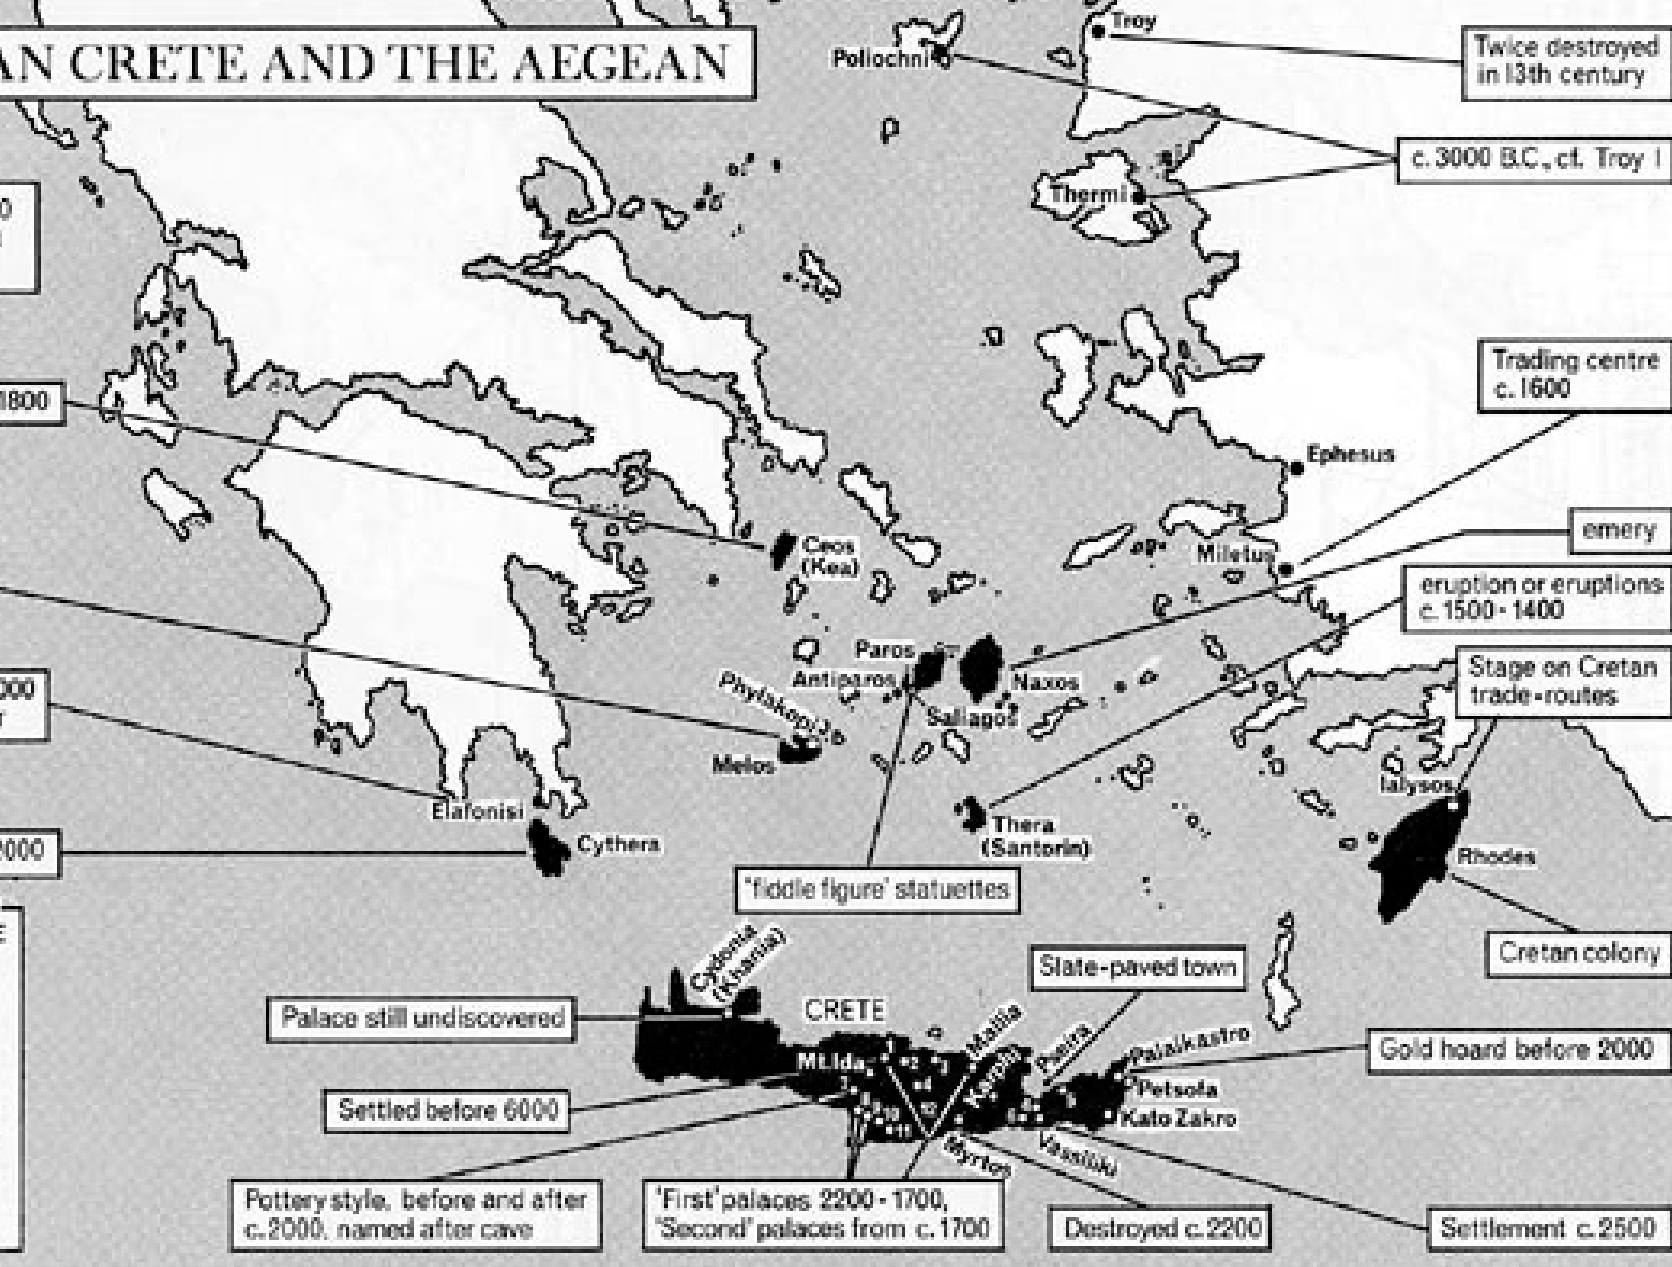 AN CRETE AND THE AEGEAN
Troy
Poliochni
Twice destroyed
in 13th century
c. 3000 B.C., cf. Troy I
Thermi
0
1800
Trading centre
c. 1600
Ephesus
emery
Ceos
(Kea)
Miletus
eruption or eruptions
c. 1500 - 1400
Paros
Antiparos
Naxos
Saliagos
Phylakopi
Melos
Stage on Cretan
trade-routes
000
r
Ialysos
Elafonisi
Cythera
Thera
(Santorin)
2000
Rhodes
'fiddle figure' statuettes
E
Cretan colony
Cydonia
(Khania)
Slate-paved town
Palace still undiscovered
CRETE
Mallia
Pseira
Palaikastro
Gold hoard before 2000
Mt. Ida
Karphi
Petsofa
Settled before 6000
Kato Zakro
Myrtos
Vassiliki
Pottery style, before and after
c. 2000, named after cave
'First' palaces 2200 - 1700,
'Second' palaces from c. 1700
Destroyed c. 2200
Settlement c. 2500